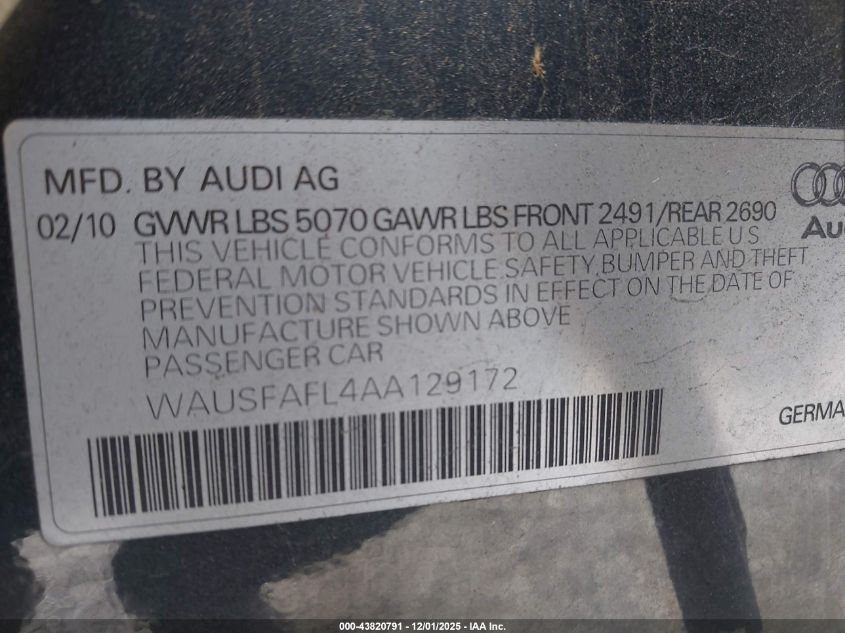 MFD. BY AUDI AG
02/10 GVWR LBS 5070 GAWR LBS FRONT 2491/REAR 2690
THIS VEHICLE CONFORMS TO ALL APPLICABLE U S
FEDERAL MOTOR VEHICLE SAFETY, BUMPER AND THEFT
PREVENTION STANDARDS IN EFFECT ON THE DATE OF
MANUFACTURE SHOWN ABOVE
PASSENGER CAR
WAUSFAFL4AA129172
Au
GERMA
000-43820791 - 12/01/2025 - IAA Inc.